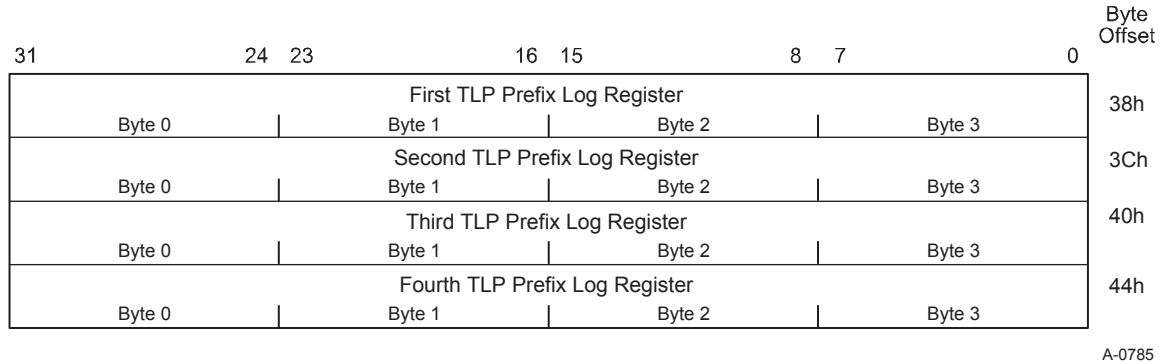 Byte
Offset
31 24 23 16 15 8 7 0
First TLP Prefix Log Register
38h
Byte 0 Byte 1 Byte 2 Byte 3
Second TLP Prefix Log Register
3Ch
Byte 0 Byte 1 Byte 2 Byte 3
Third TLP Prefix Log Register
40h
Byte 0 Byte 1 Byte 2 Byte 3
Fourth TLP Prefix Log Register
44h
Byte 0 Byte 1 Byte 2 Byte 3
A-0785